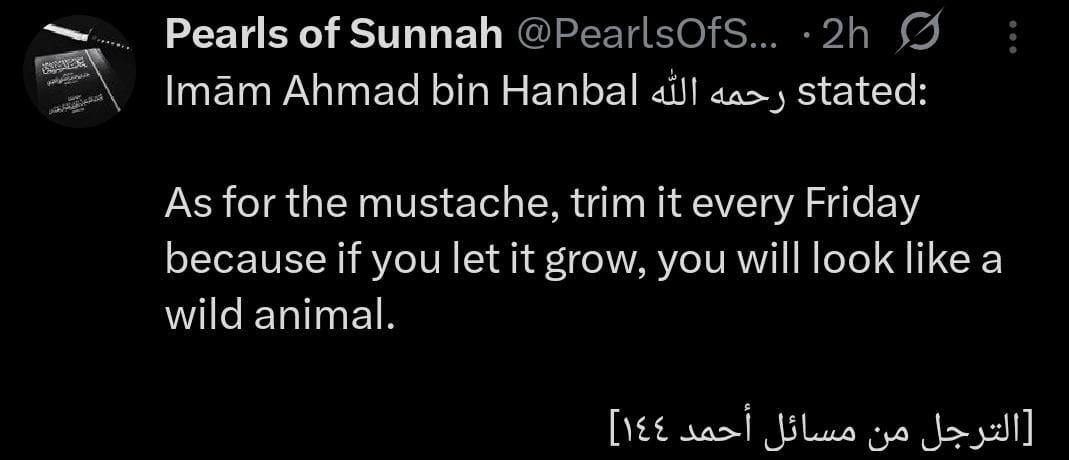 Pearls of Sunnah @PearlsOfS... · 2h
Imām Ahmad bin Hanbal رحمه الله stated:
As for the mustache, trim it every Friday
because if you let it grow, you will look like a
wild animal.
[الترجل من مسائل أحمد ١٤٤]